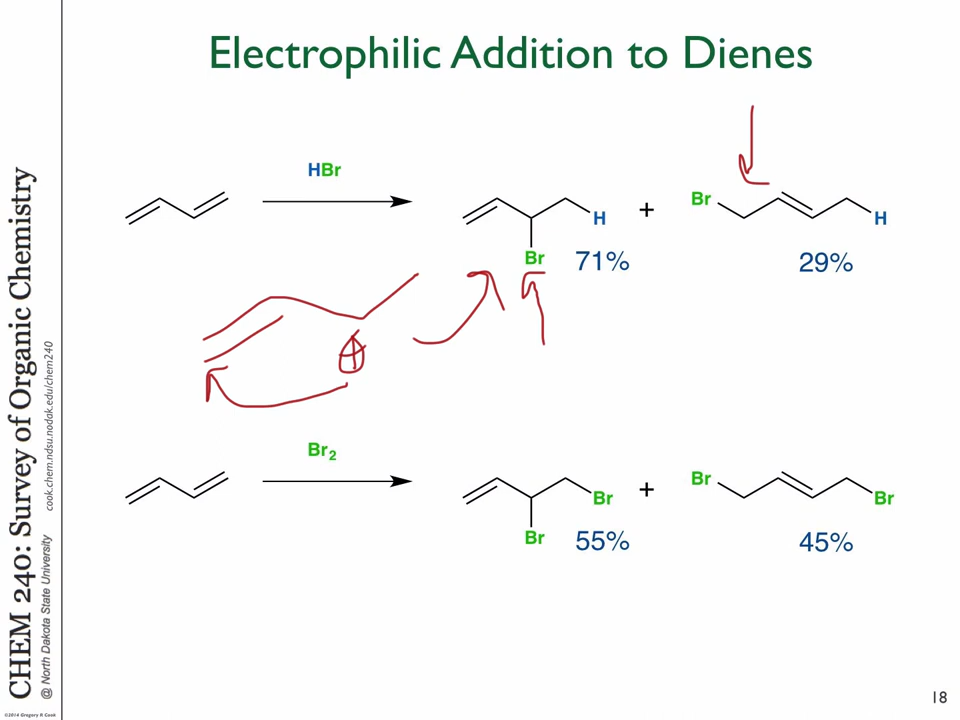 Electrophilic Addition to Dienes
HBr
H
Br
71%
+
Br
H
29%
⊕
Br2
Br
Br
55%
+
Br
Br
45%
CHEM 240: Survey of Organic Chemistry
@ North Dakota State University cook.chem.ndsu.nodak.edu/chem240
©2014 Gregory R Cook
18